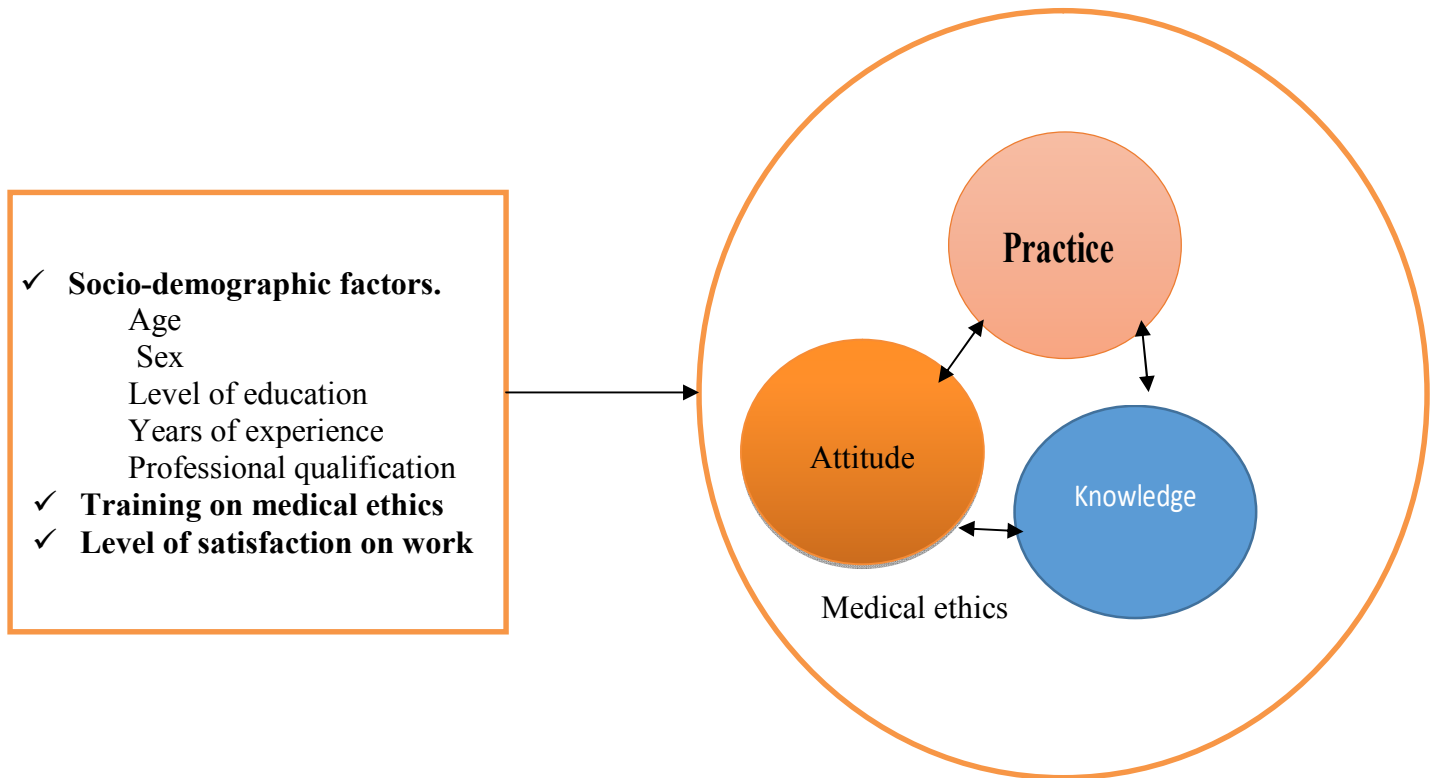 ✓ Socio-demographic factors.
Age
Sex
Level of education
Years of experience
Professional qualification
✓ Training on medical ethics
✓ Level of satisfaction on work
Practice
Attitude
Knowledge
Medical ethics